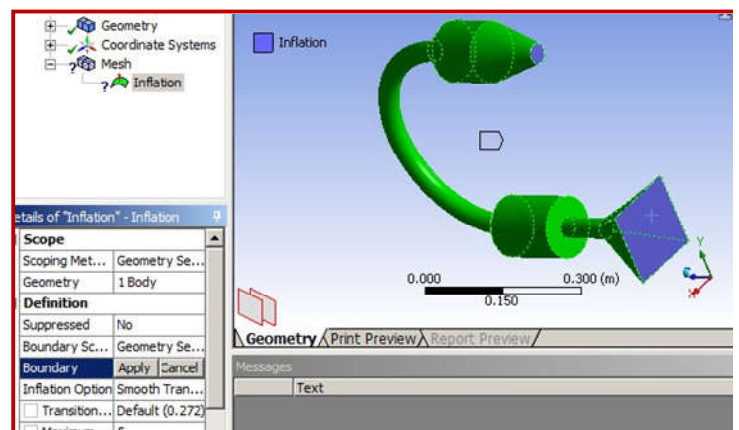 Geometry
Coordinate Systems
Mesh
Inflation
Inflation
etails of "Inflation" - Inflation
Scope
Scoping Met... Geometry Se...
Geometry 1 Body
Definition
Suppressed No
Boundary Sc... Geometry Se...
Boundary Apply Cancel
Inflation Option Smooth Tran...
Transition... Default (0.272)
0.000 0.300 (m)
0.150
Y
X
Geometry Print Preview Report Preview
Messages
Text